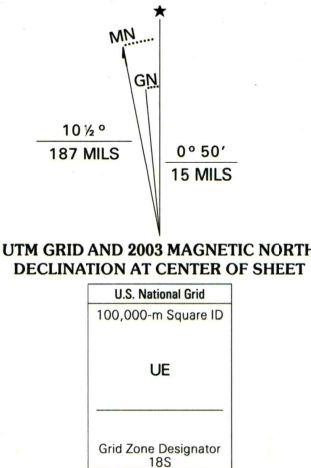 ★
MN
GN
10 ½ °
187 MILS
0° 50′
15 MILS
UTM GRID AND 2003 MAGNETIC NORTH
DECLINATION AT CENTER OF SHEET
U.S. National Grid
100,000-m Square ID
UE
Grid Zone Designator
18S